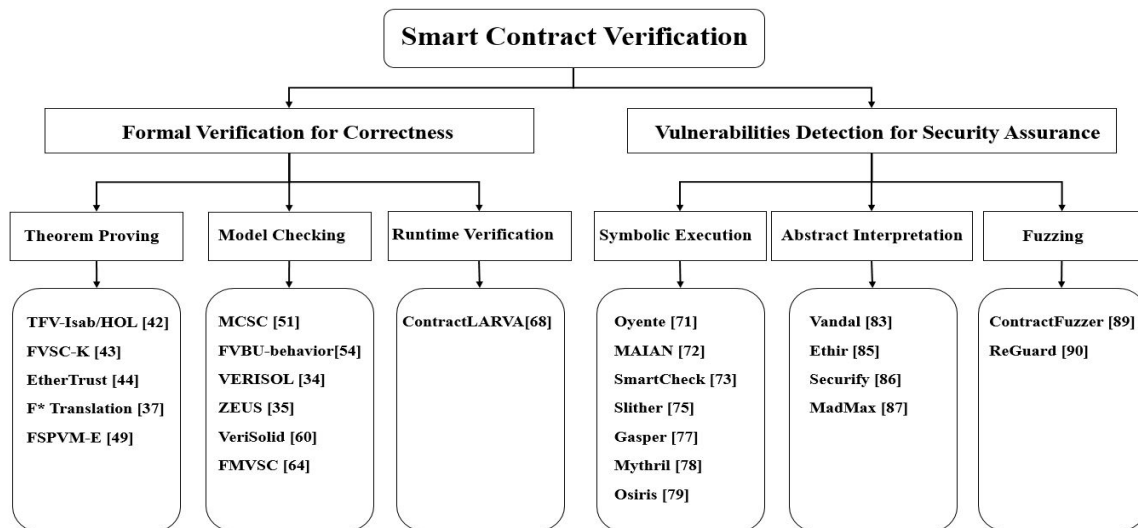 Smart Contract Verification
Formal Verification for Correctness
Vulnerabilities Detection for Security Assurance
Theorem Proving
Model Checking
Runtime Verification
Symbolic Execution
Abstract Interpretation
Fuzzing
TFV-Isab/HOL [42]
FVSC-K [43]
EtherTrust [44]
F* Translation [37]
FSPVM-E [49]
MCSC [51]
FVBU-behavior[54]
VERISOL [34]
ZEUS [35]
VeriSolid [60]
FMVSC [64]
ContractLARVA[68]
Oyente [71]
MAIAN [72]
SmartCheck [73]
Slither [75]
Gasper [77]
Mythril [78]
Osiris [79]
Vandal [83]
Ethir [85]
Securify [86]
MadMax [87]
ContractFuzzer [89]
ReGuard [90]